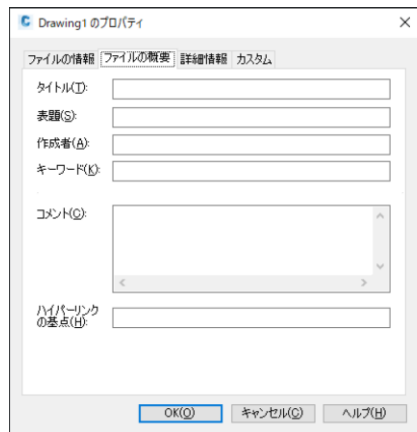 Drawing1 のプロパティ
ファイルの情報 ファイルの概要 詳細情報 カスタム
タイトル(T):
表題(S):
作成者(A):
キーワード(K):
コメント(C):
ハイパーリンク
の基点(H):
OK(O) キャンセル(C) ヘルプ(H)